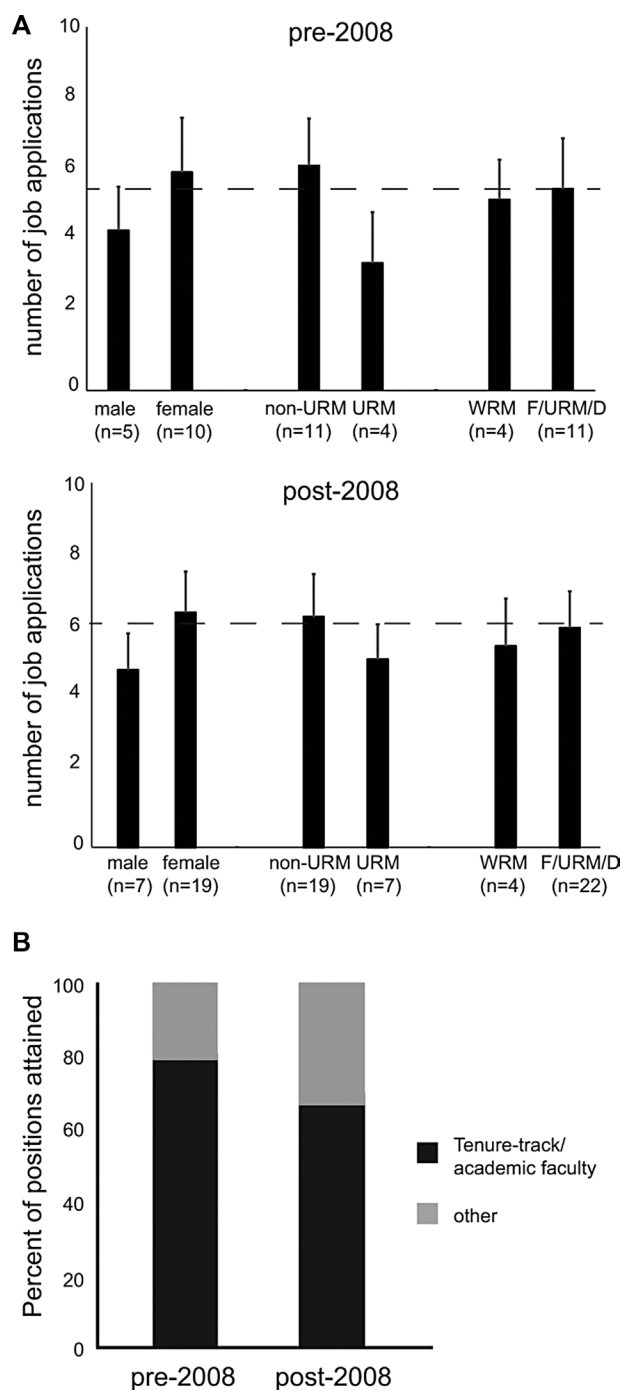 A
pre-2008
number of job applications
10
8
6
4
2
0
male female non-URM URM WRM F/URM/D
(n=5) (n=10) (n=11) (n=4) (n=4) (n=11)
post-2008
number of job applications
10
8
6
4
2
0
male female non-URM URM WRM F/URM/D
(n=7) (n=19) (n=19) (n=7) (n=4) (n=22)
B
Percent of positions attained
100
80
60
40
20
0
Tenure-track/
academic faculty
other
pre-2008 post-2008